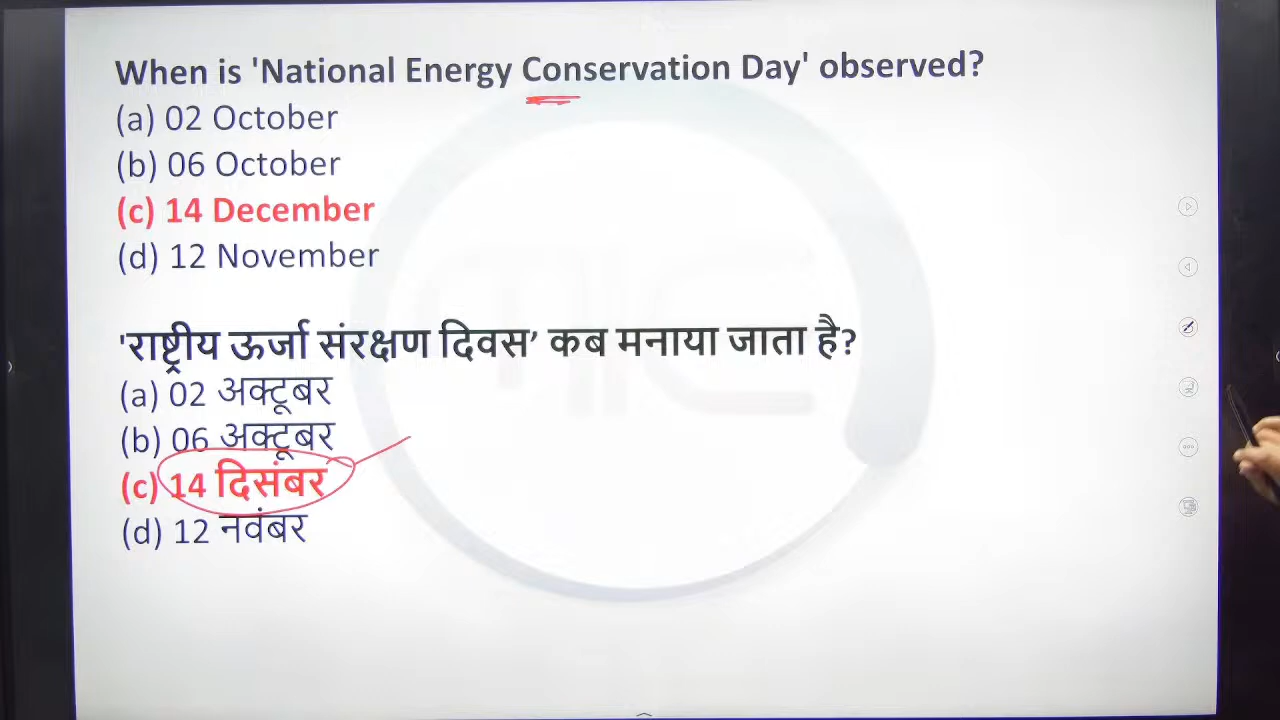 When is 'National Energy Conservation Day' observed?
(a) 02 October
(b) 06 October
(c) 14 December
(d) 12 November
'राष्ट्रीय ऊर्जा संरक्षण दिवस’ कब मनाया जाता है?
(a) 02 अक्टूबर
(b) 06 अक्टूबर
(c) 14 दिसंबर
(d) 12 नवंबर